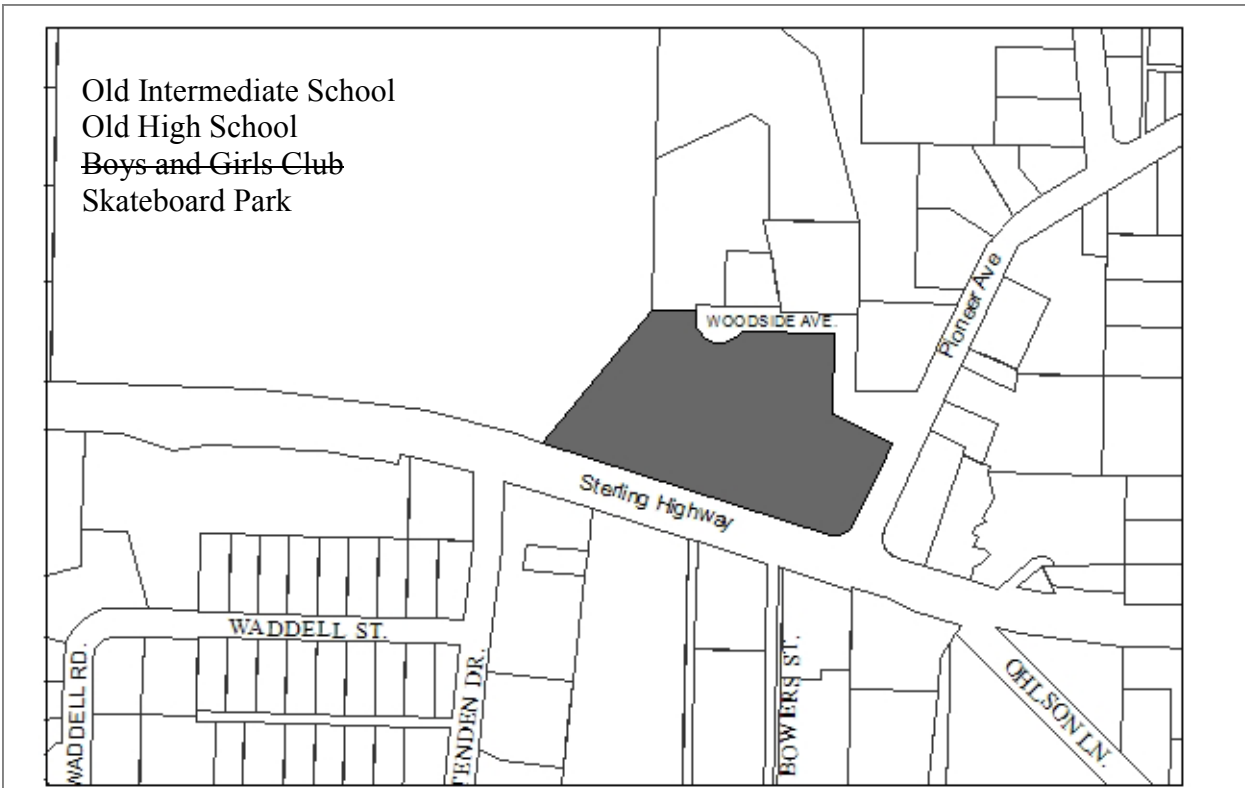 Old Intermediate School
Old High School
Boys and Girls Club
Skateboard Park
WOODSIDE AVE.
Pioneer Ave
Sterling Highway
WADDELL ST.
WADDELL RD.
TENDEN DR.
BOWERS ST.
OHLSON LN.